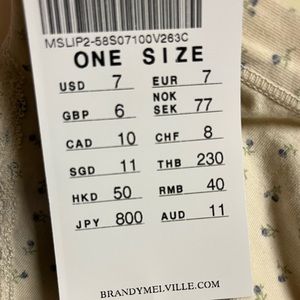 MSLIP2-58S07100V263C
ONE SIZE
USD 7 EUR 7
GBP 6 NOK SEK 77
CAD 10 CHF 8
SGD 11 THB 230
HKD 50 RMB 40
JPY 800 AUD 11
BRANDYMELVILLE.COM